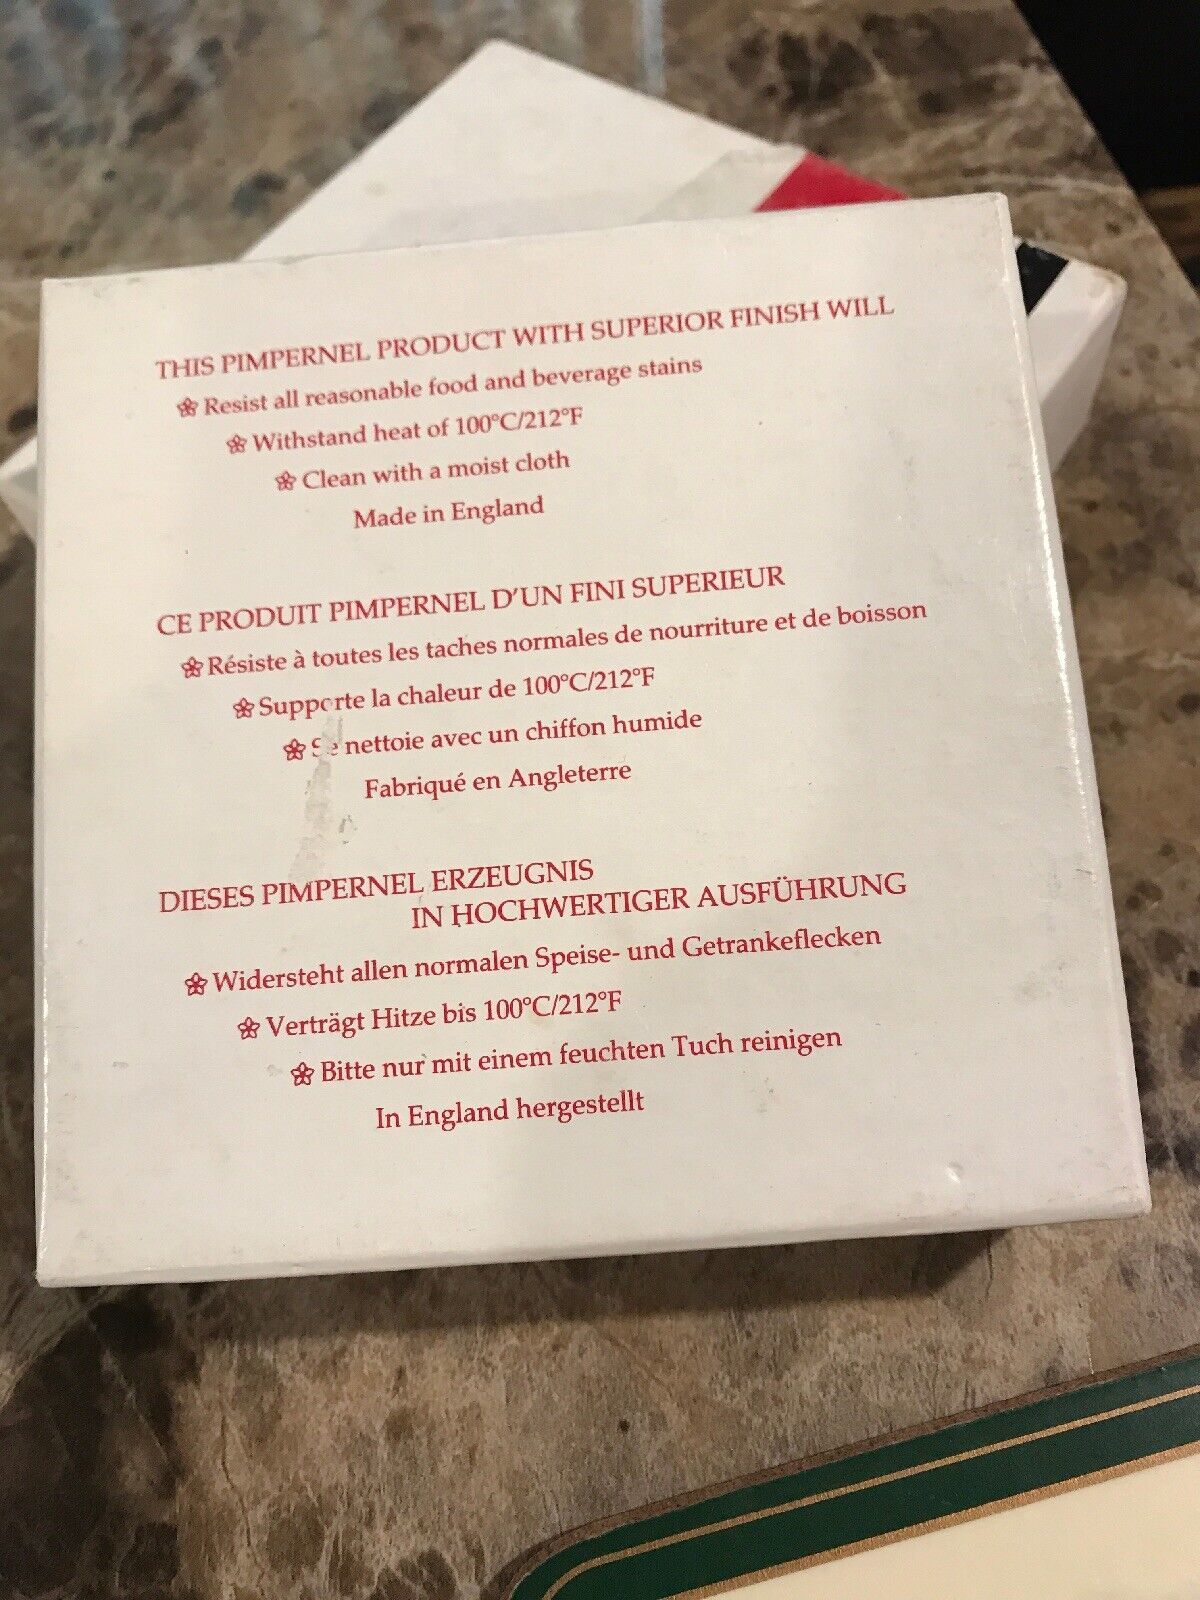 THIS PIMPERNEL PRODUCT WITH SUPERIOR FINISH WILL
Resist all reasonable food and beverage stains
Withstand heat of 100°C/212°F
Clean with a moist cloth
Made in England
CE PRODUIT PIMPERNEL D'UN FINI SUPERIEUR
Résiste à toutes les taches normales de nourriture et de boisson
Supporte la chaleur de 100°C/212°F
Se nettoie avec un chiffon humide
Fabriqué en Angleterre
DIESES PIMPERNEL ERZEUGNIS
IN HOCHWERTIGER AUSFÜHRUNG
Widersteht allen normalen Speise- und Getrankeflecken
Verträgt Hitze bis 100°C/212°F
Bitte nur mit einem feuchten Tuch reinigen
In England hergestellt